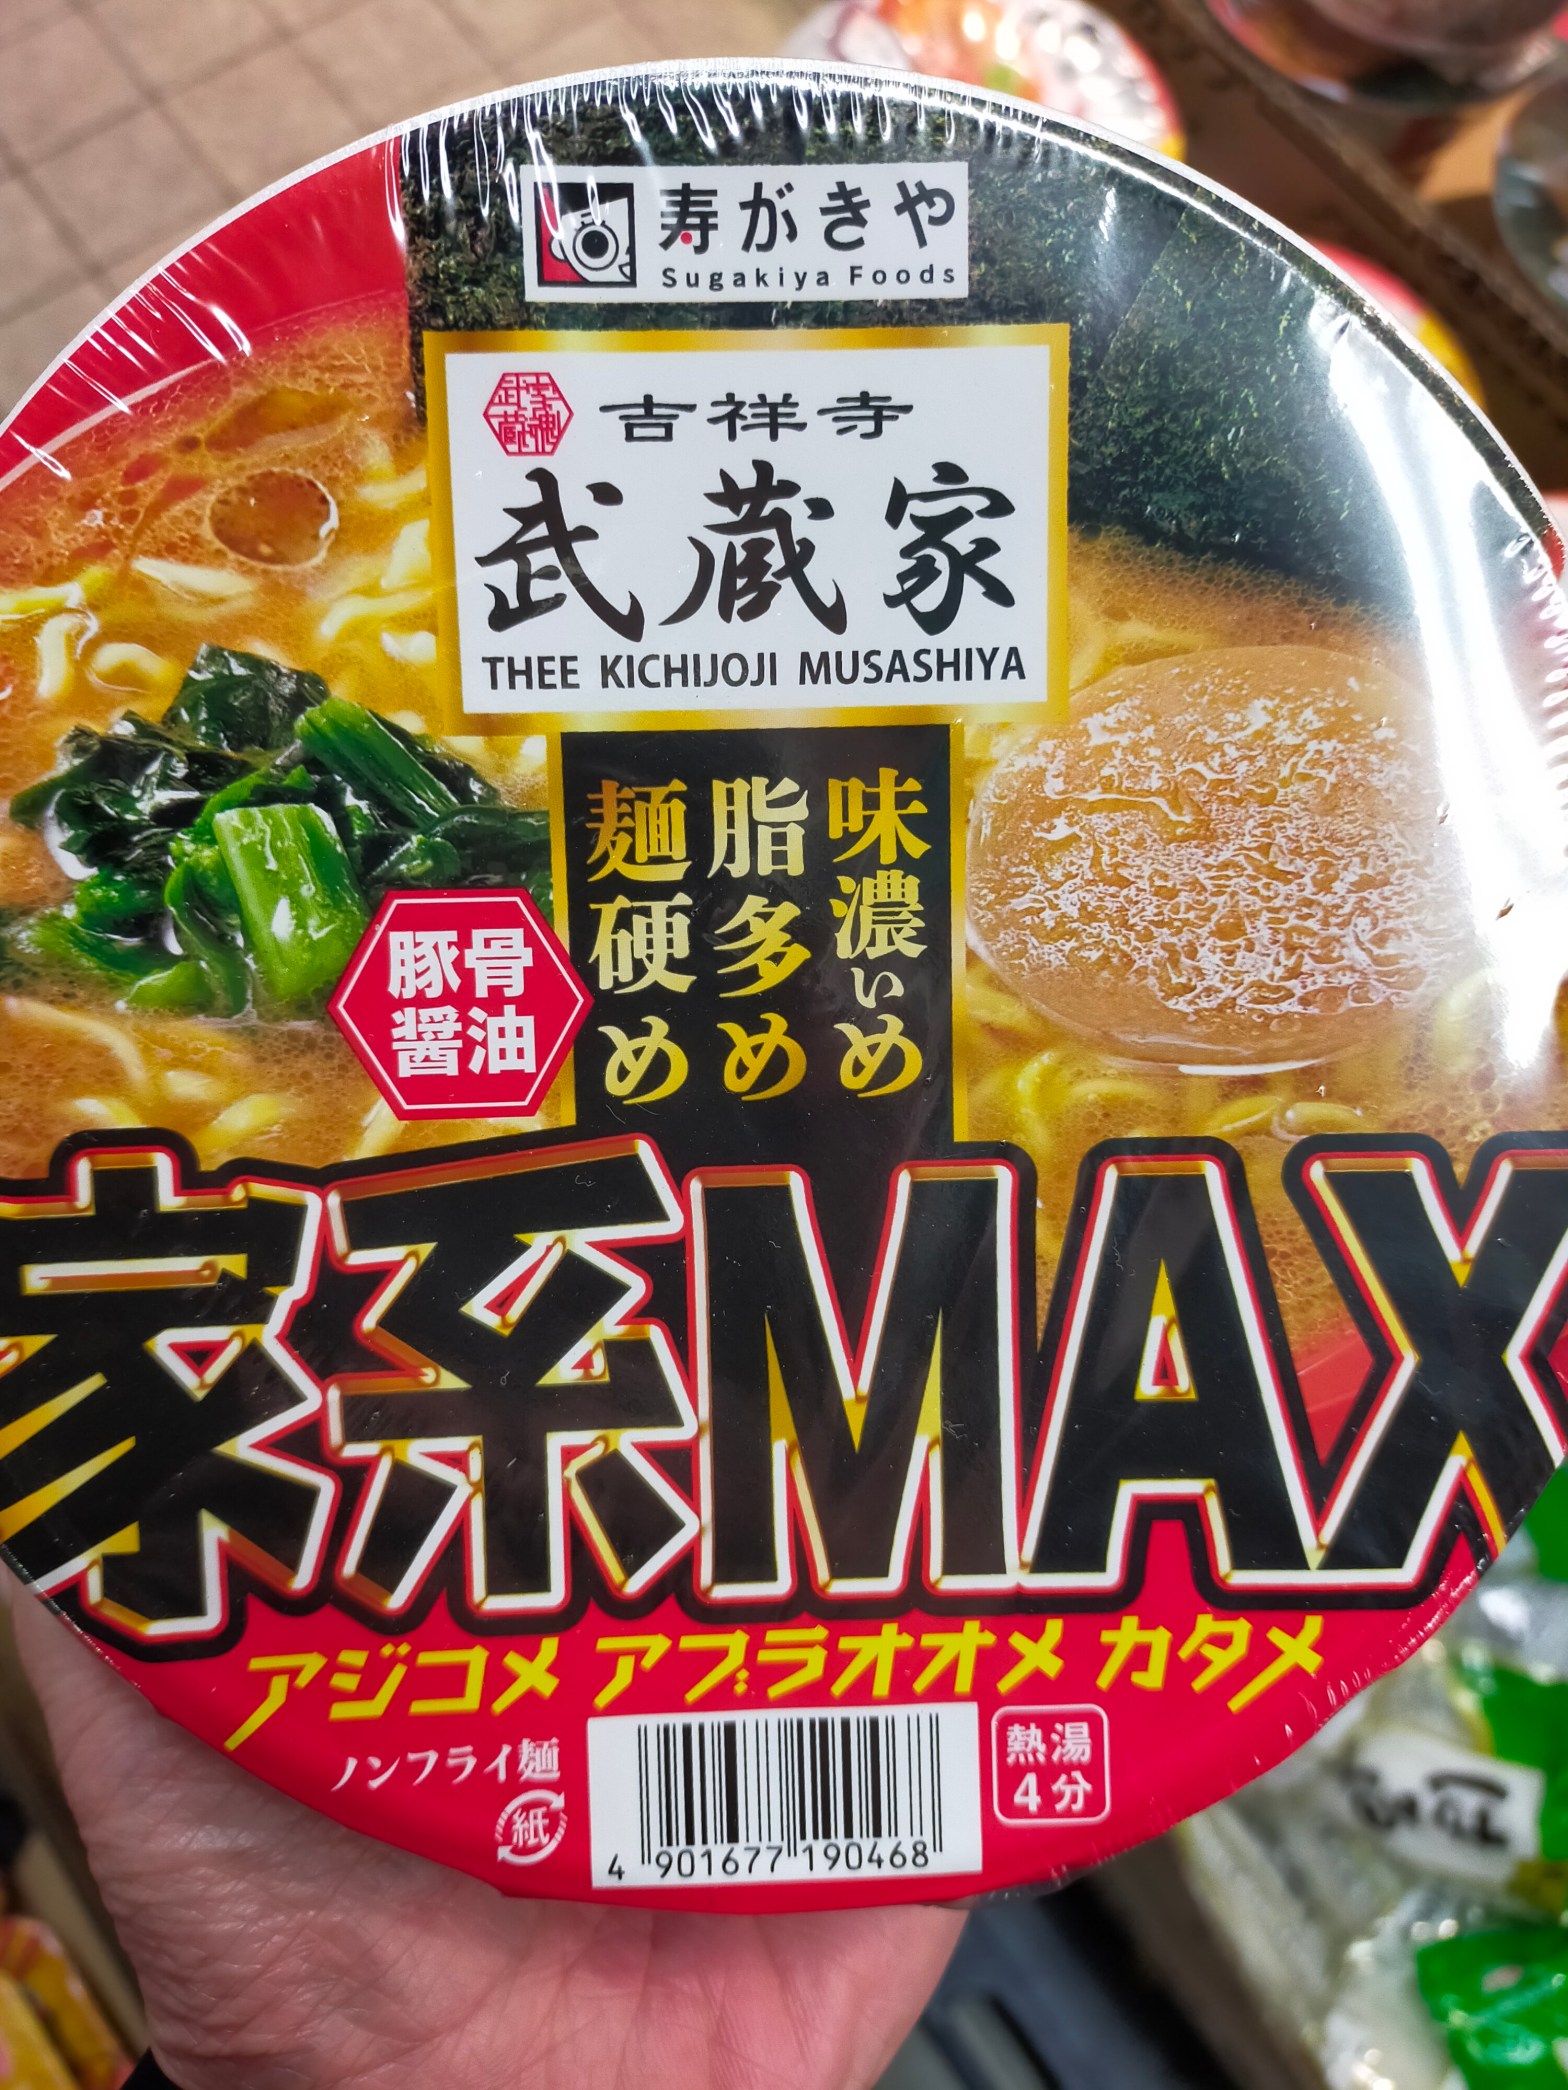 寿がきや
Sugakiya Foods
吉祥寺
武蔵家
THEE KICHIJOJI MUSASHIYA
味濃いめ
脂多め
麺硬め
豚骨
醤油
家系MAX
アジコメ アブラオオメ カタメ
ノンフライ麺
紙
熱湯
4分
4 901677 190468